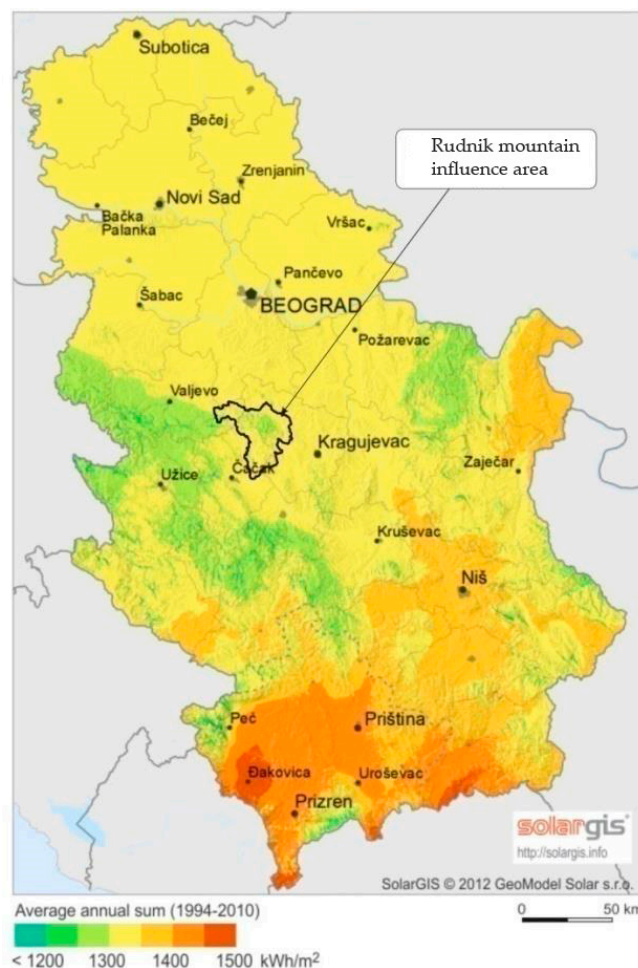 Subotica
Bečej
Rudnik mountain
influence area
Zrenjanin
Novi Sad
Bačka
Palanka
Vršac
Pančevo
Šabac
BEOGRAD
Požarevac
Valjevo
Kragujevac
Zaječar
Užice
Čačak
Kruševac
Niš
Peč
Priština
Đakovica
Uroševac
Prizren
solargis
http://solargis.info
SolarGIS © 2012 GeoModel Solar s.r.o.
Average annual sum (1994-2010)
0 50 km
< 1200 1300 1400 1500 kWh/m²